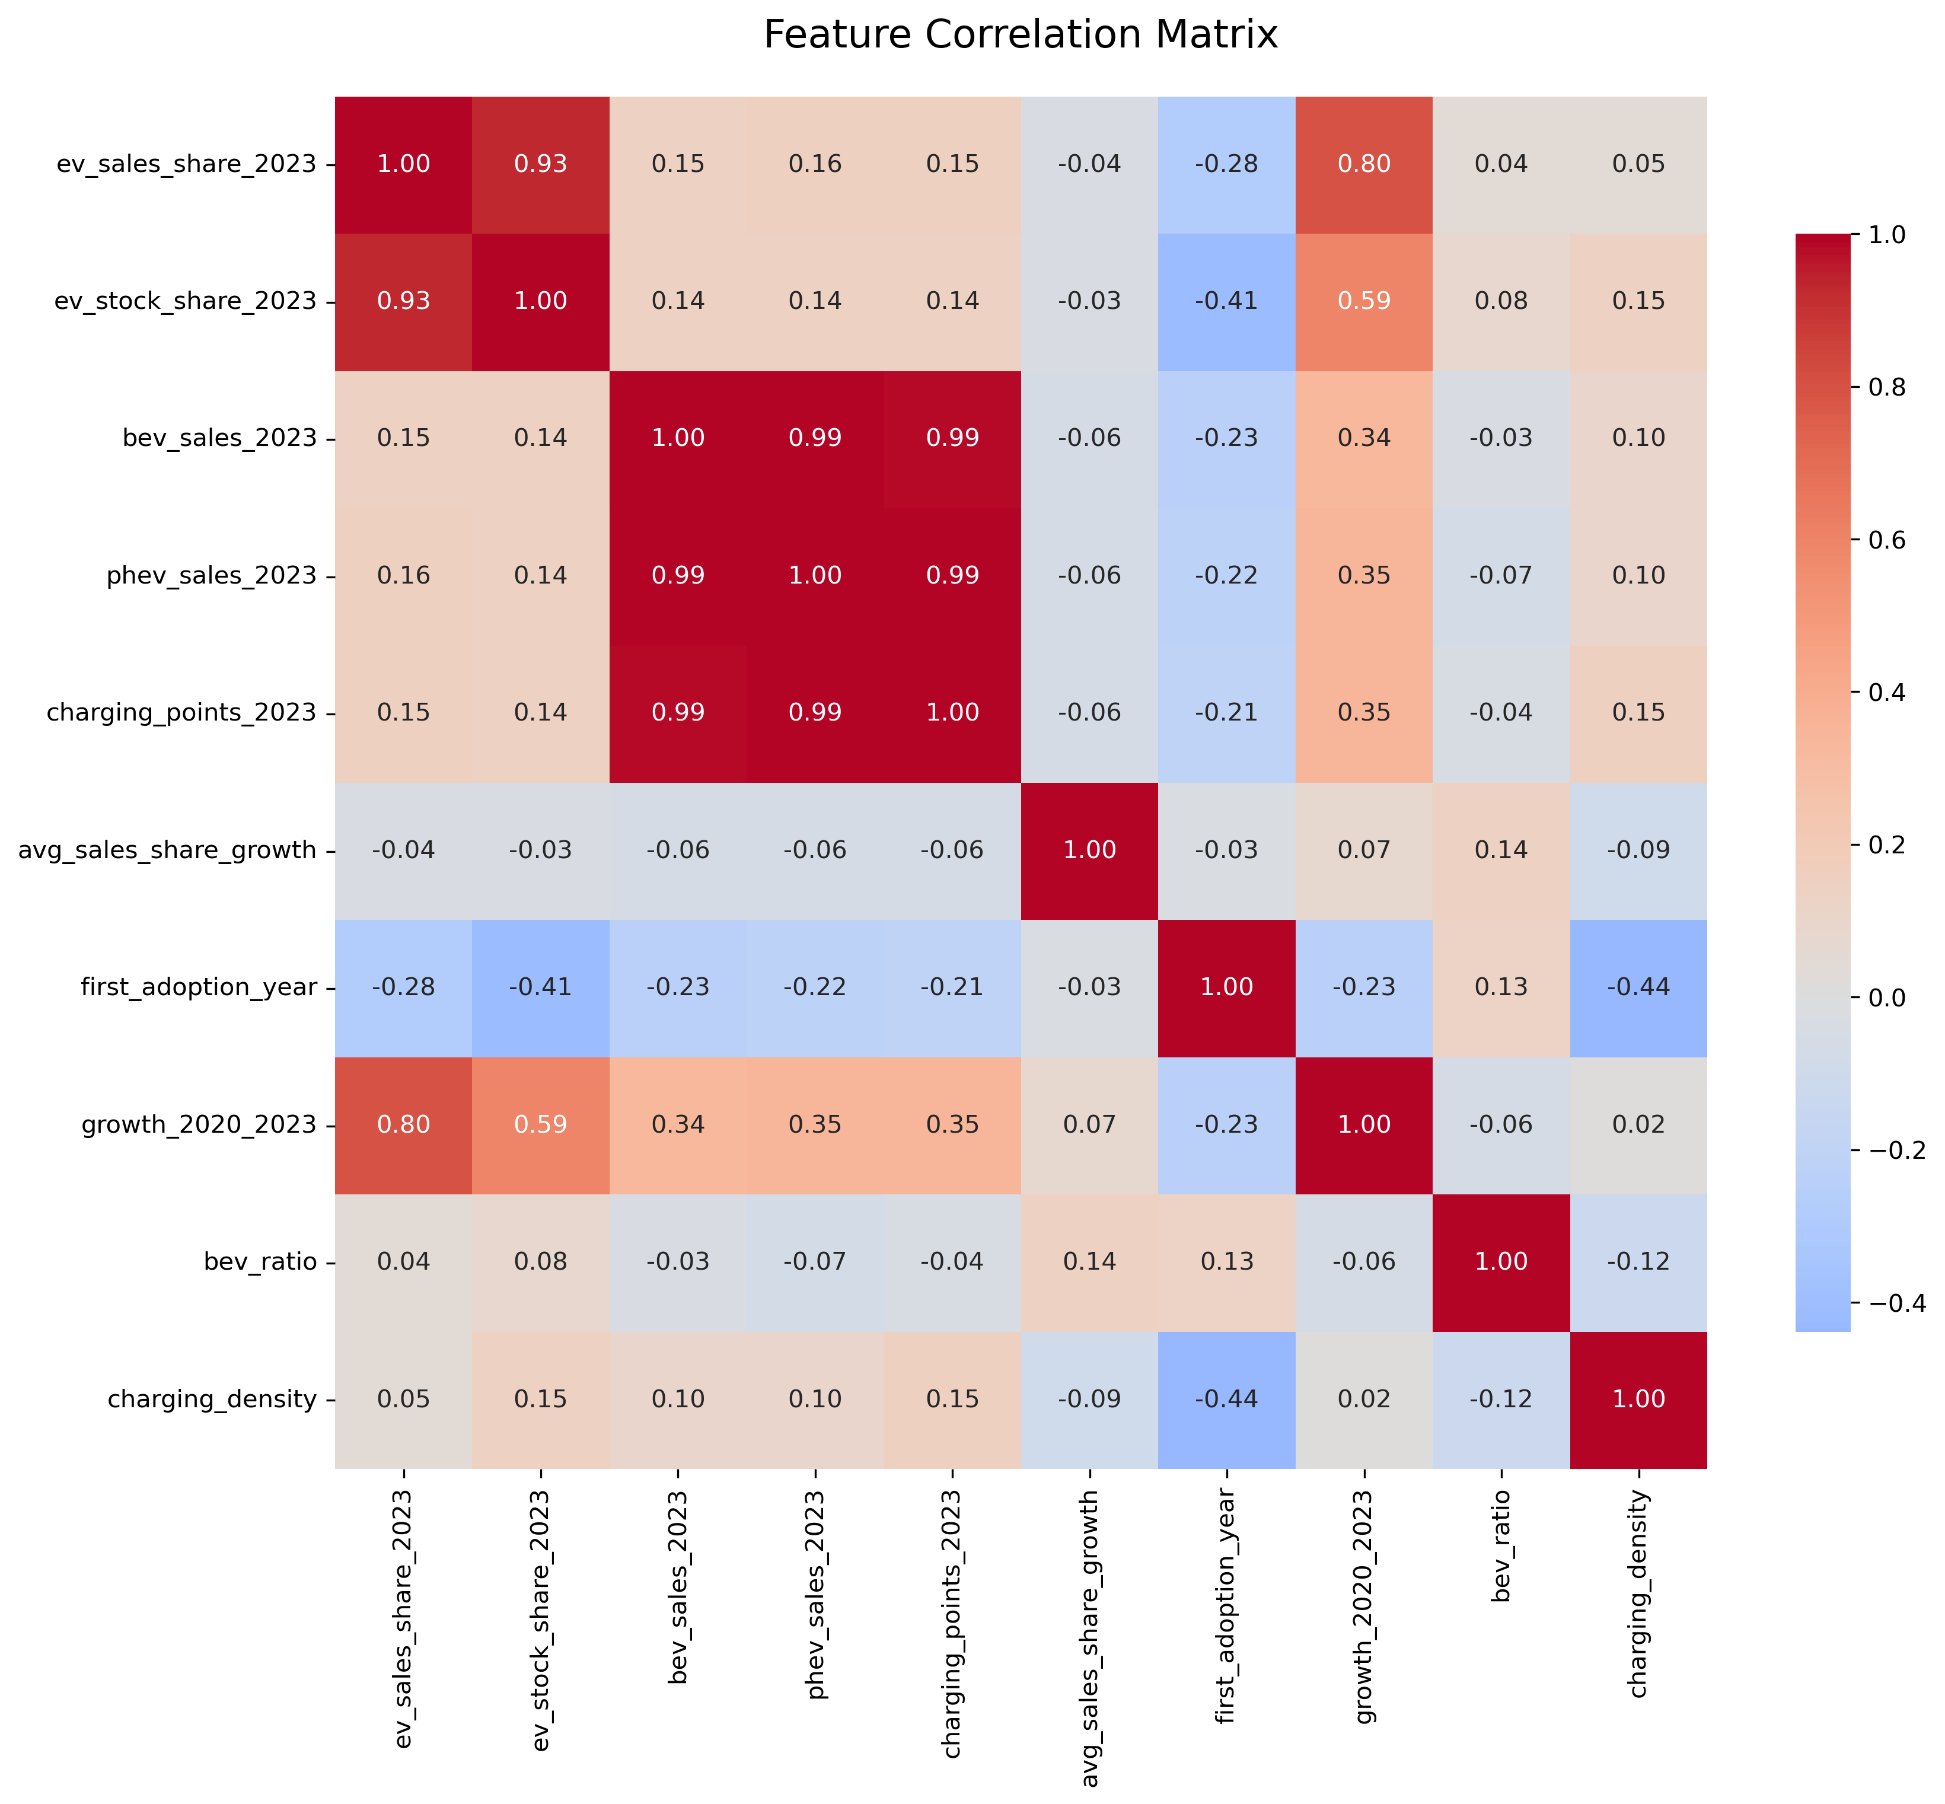 Feature Correlation Matrix
ev_sales_share_2023 1.00 0.93 0.15 0.16 0.15 -0.04 -0.28 0.80 0.04 0.05
ev_stock_share_2023 0.93 1.00 0.14 0.14 0.14 -0.03 -0.41 0.59 0.08 0.15
bev_sales_2023 0.15 0.14 1.00 0.99 0.99 -0.06 -0.23 0.34 -0.03 0.10
phev_sales_2023 0.16 0.14 0.99 1.00 0.99 -0.06 -0.22 0.35 -0.07 0.10
charging_points_2023 0.15 0.14 0.99 0.99 1.00 -0.06 -0.21 0.35 -0.04 0.15
avg_sales_share_growth -0.04 -0.03 -0.06 -0.06 -0.06 1.00 -0.03 0.07 0.14 -0.09
first_adoption_year -0.28 -0.41 -0.23 -0.22 -0.21 -0.03 1.00 -0.23 0.13 -0.44
growth_2020_2023 0.80 0.59 0.34 0.35 0.35 0.07 -0.23 1.00 -0.06 0.02
bev_ratio 0.04 0.08 -0.03 -0.07 -0.04 0.14 0.13 -0.06 1.00 -0.12
charging_density 0.05 0.15 0.10 0.10 0.15 -0.09 -0.44 0.02 -0.12 1.00
ev_sales_share_2023
ev_stock_share_2023
bev_sales_2023
phev_sales_2023
charging_points_2023
avg_sales_share_growth
first_adoption_year
growth_2020_2023
bev_ratio
charging_density
1.0
0.8
0.6
0.4
0.2
0.0
−0.2
−0.4